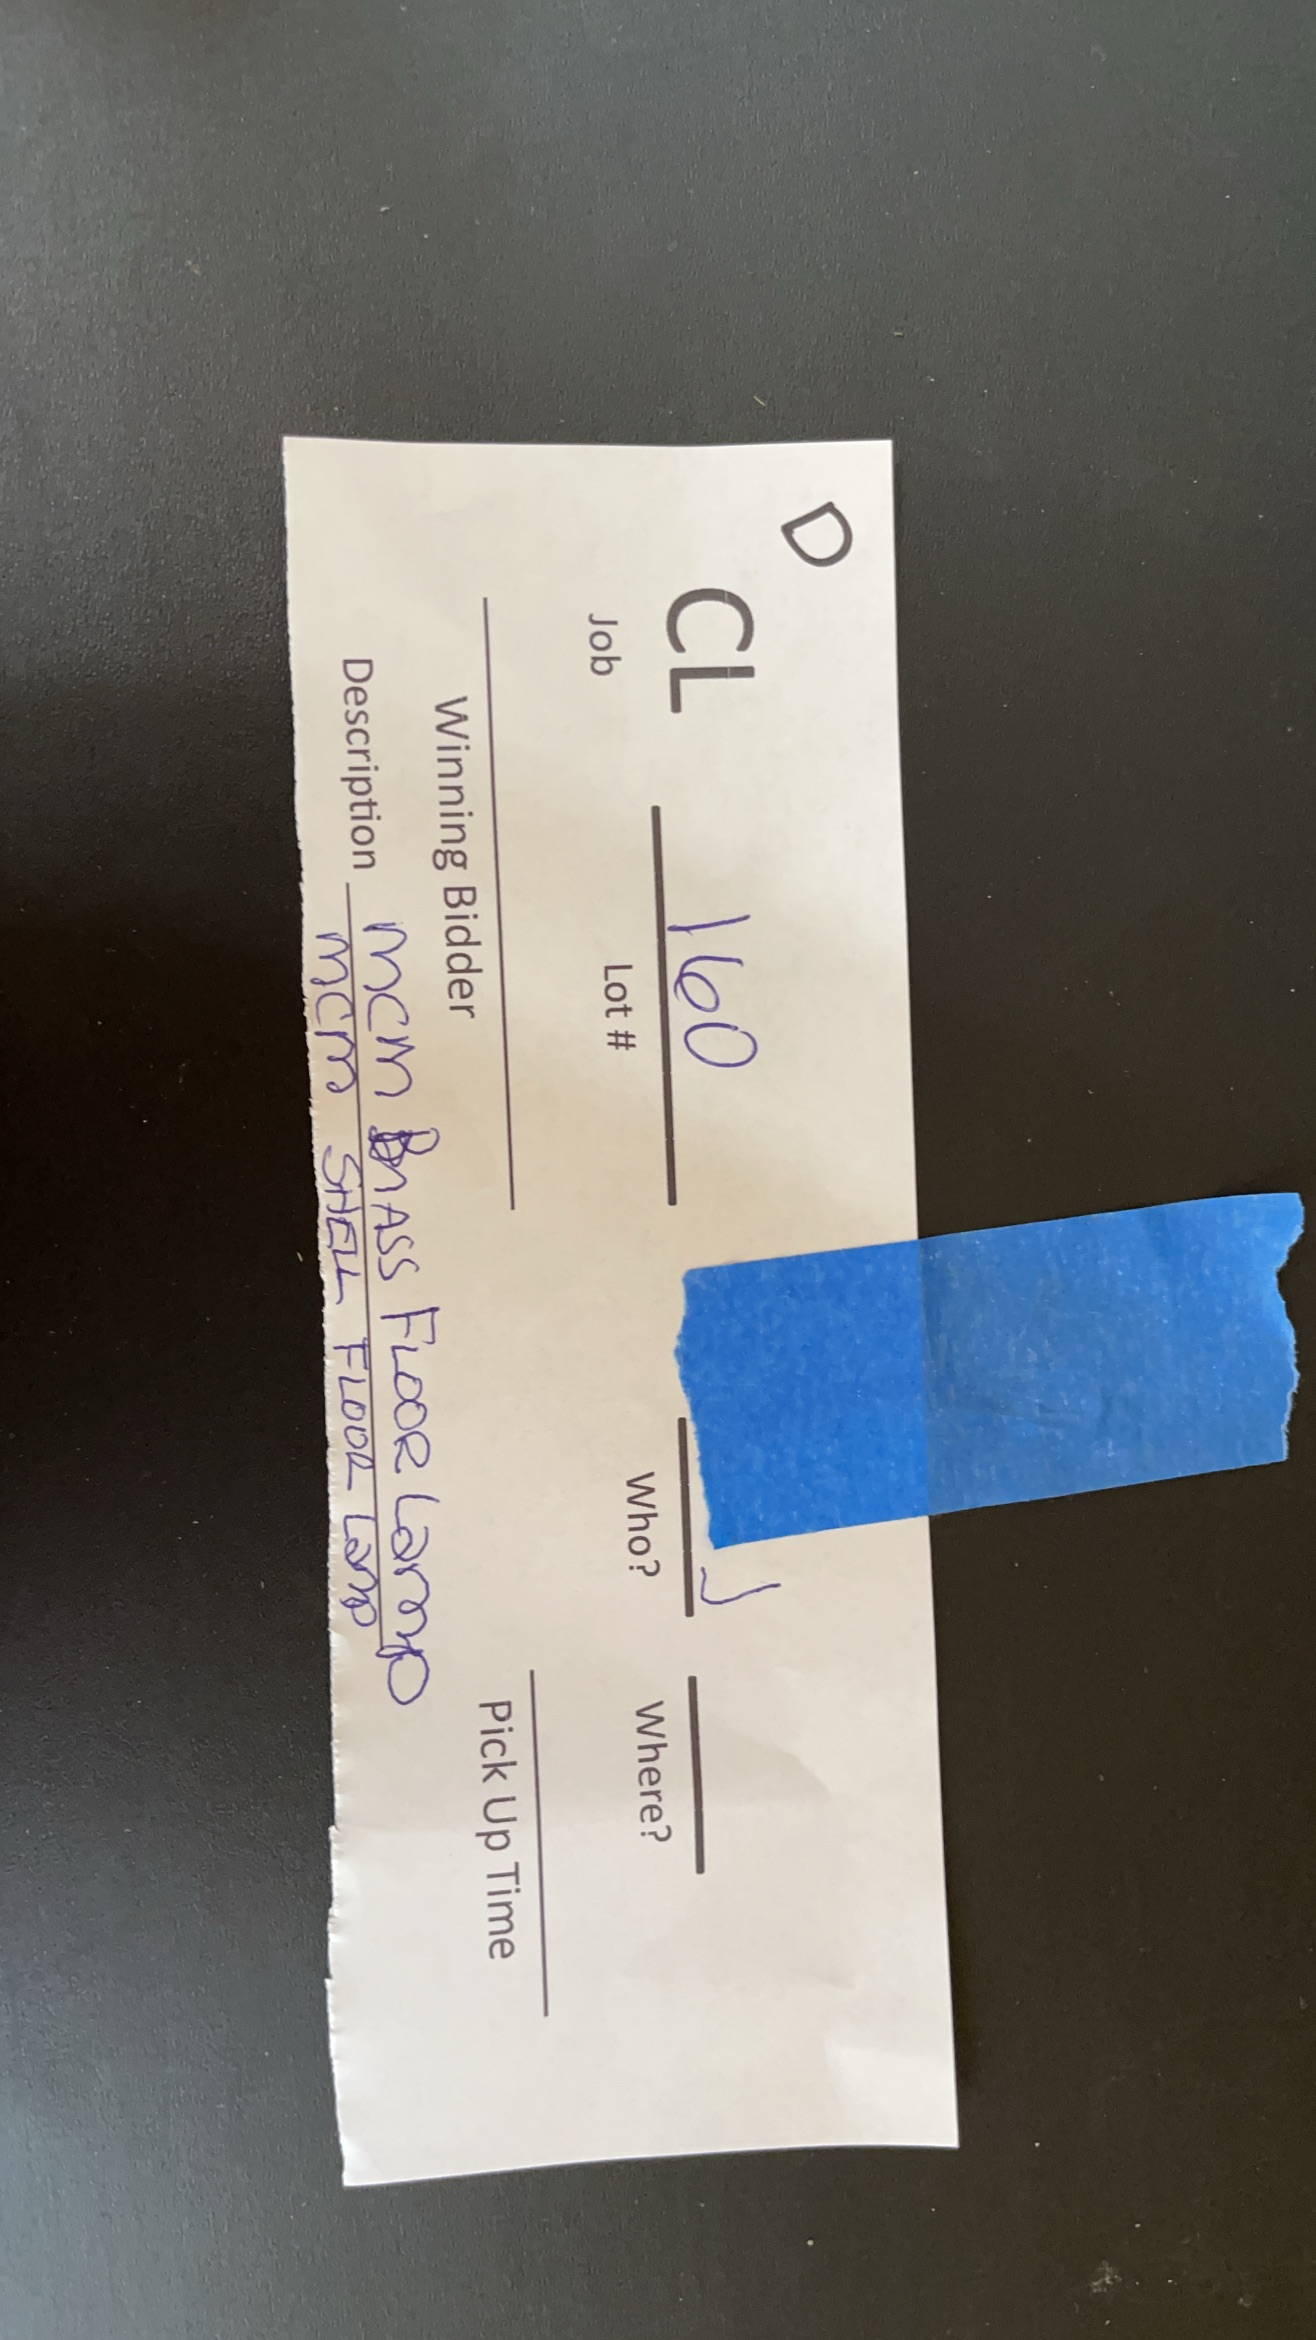 D
CL 160 J
Job Lot # Who? Where?
Winning Bidder Pick Up Time
Description MCM BRASS FLOOR LAMP
MCM SHELL FLOOR LAMP